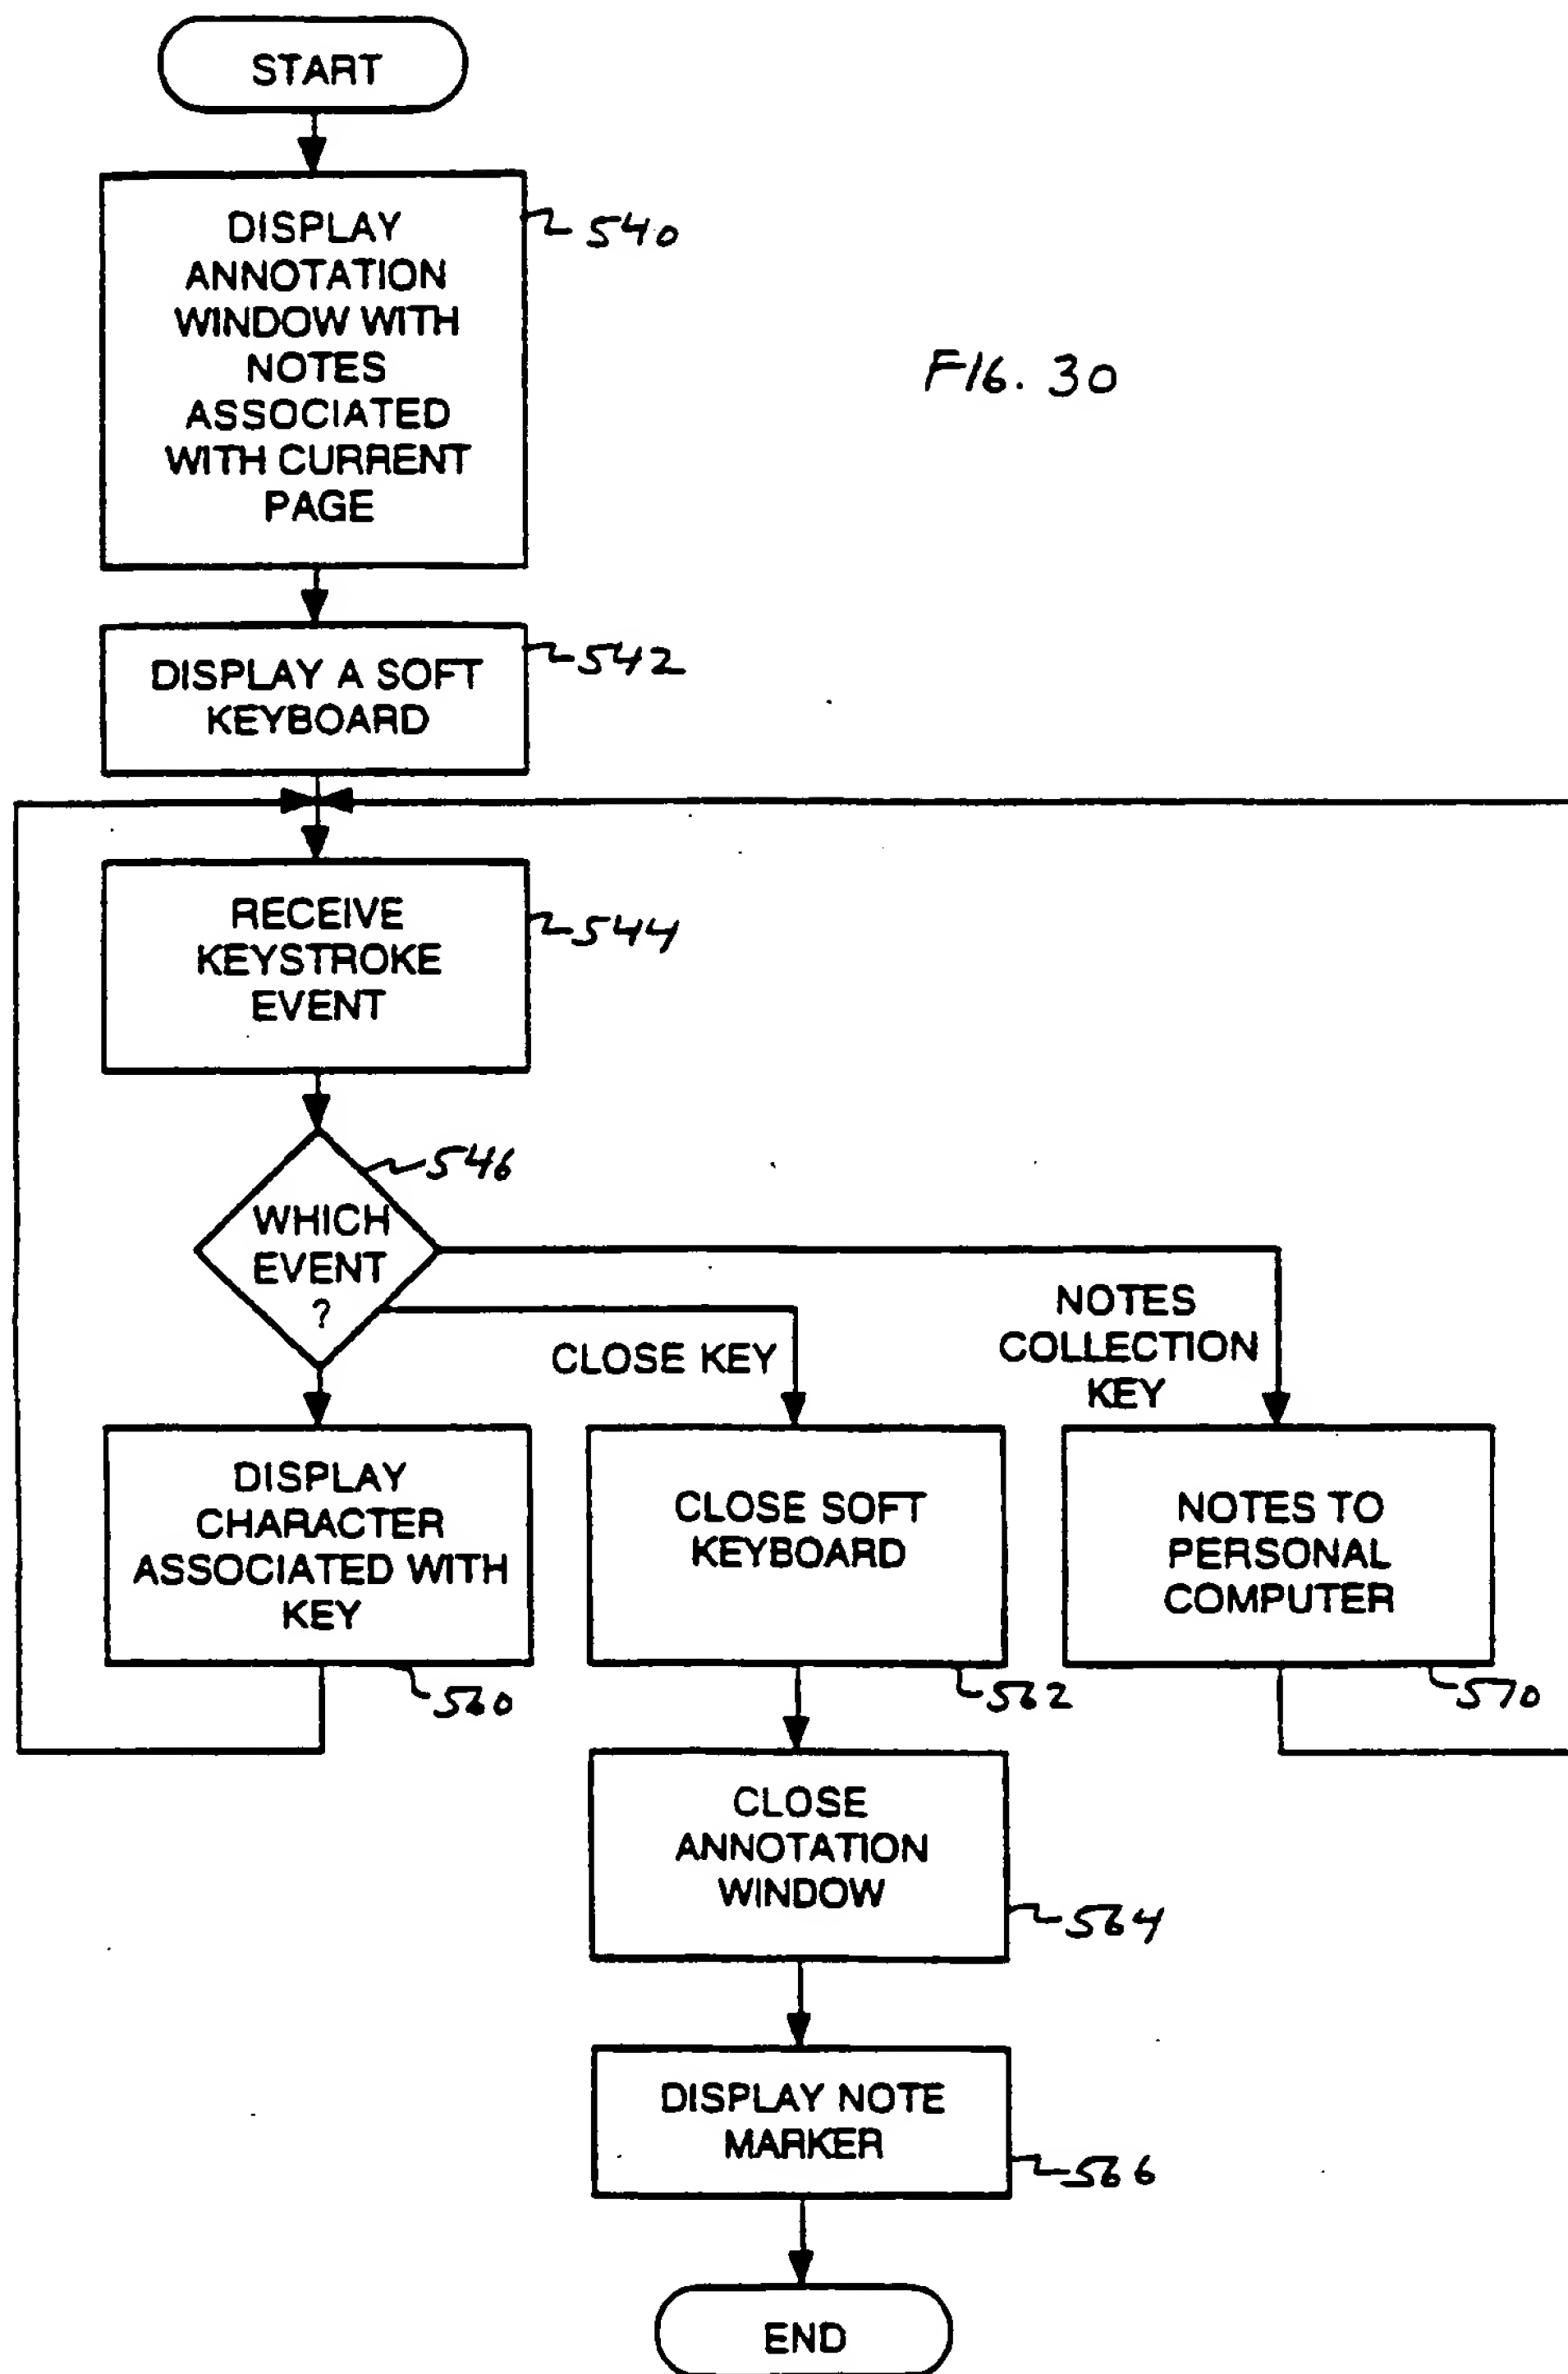 START
DISPLAY
ANNOTATION
WINDOW WITH
NOTES
ASSOCIATED
WITH CURRENT
PAGE
540
FIG. 30
DISPLAY A SOFT
KEYBOARD
542
RECEIVE
KEYSTROKE
EVENT
544
546
WHICH
EVENT
?
CLOSE KEY
NOTES
COLLECTION
KEY
DISPLAY
CHARACTER
ASSOCIATED WITH
KEY
560
CLOSE SOFT
KEYBOARD
562
NOTES TO
PERSONAL
COMPUTER
570
CLOSE
ANNOTATION
WINDOW
564
DISPLAY NOTE
MARKER
566
END